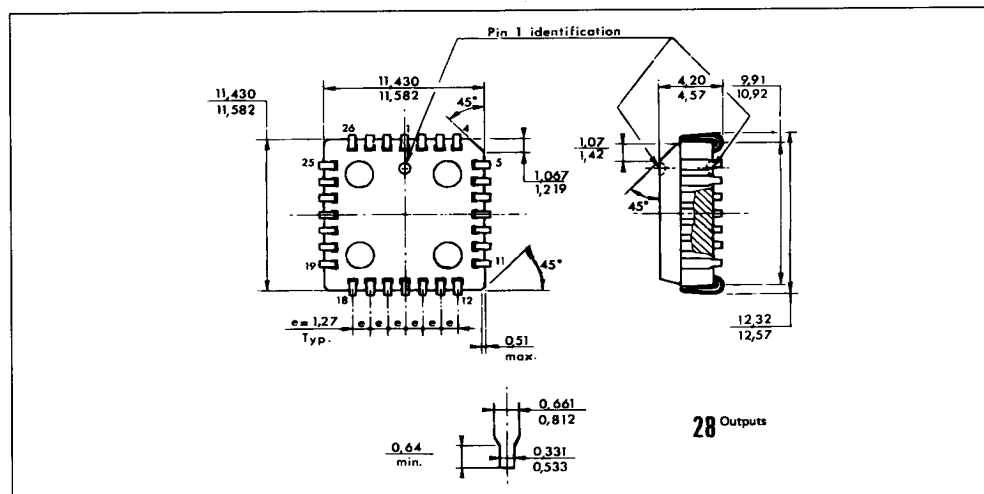 Pin 1 identification
11,430
11,582
11,430
11,582
45°
26
1
4
25
5
1,067
1,219
19
11
45°
18
12
e=1,27
Typ.
e
e
e
e
e
0,51
max.
4,20
4,57
9,91
10,92
1,07
1,42
45°
12,32
12,57
0,661
0,812
0,64
min.
0,331
0,533
28 Outputs